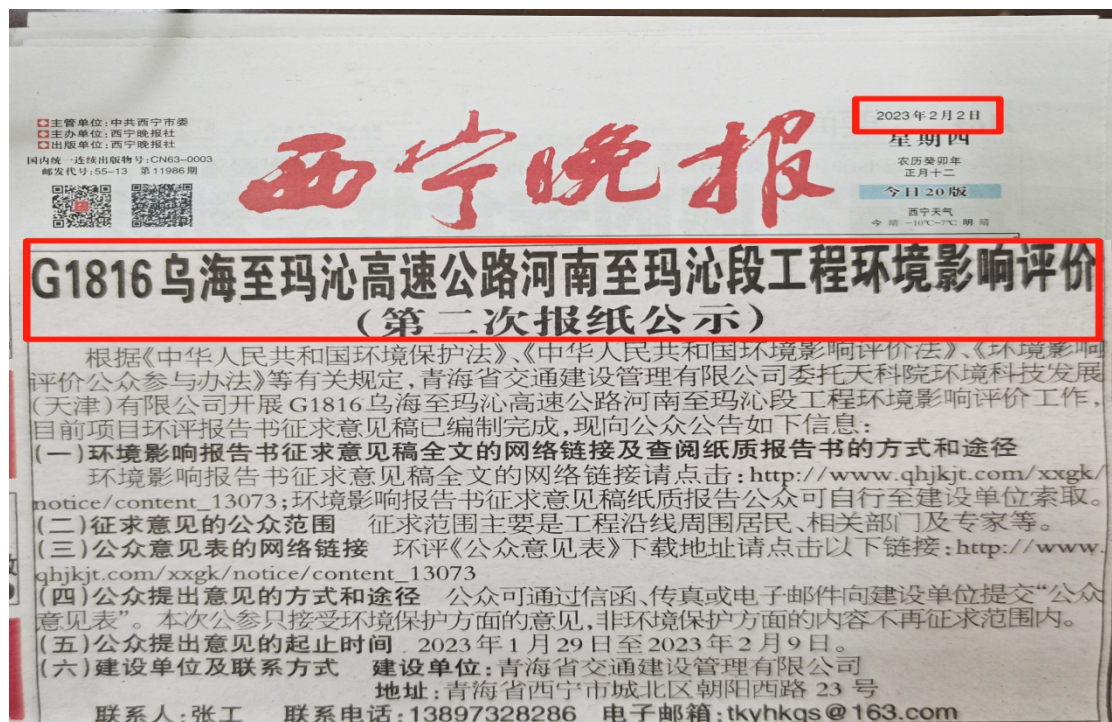 主管单位:中共西宁市委
主办单位:西宁晚报社
出版单位:西宁晚报社
国内统一连续出版物号:CN63-0003
邮发代号:55-13 第11986期
西宁晚报
2023年2月2日
星期四
农历癸卯年
正月十二
今日20版
西宁天气
今 晴 -10℃~7℃ 明 晴
G1816乌海至玛沁高速公路河南至玛沁段工程环境影响评价
(第二次报纸公示)
根据《中华人民共和国环境保护法》、《中华人民共和国环境影响评价法》、《环境影响
评价公众参与办法》等有关规定,青海省交通建设管理有限公司委托天科院环境科技发展
(天津)有限公司开展G1816乌海至玛沁高速公路河南至玛沁段工程环境影响评价工作,
目前项目环评报告书征求意见稿已编制完成,现向公众公告如下信息:
(一)环境影响报告书征求意见稿全文的网络链接及查阅纸质报告书的方式和途径
环境影响报告书征求意见稿全文的网络链接请点击:http://www.qhjkjt.com/xxgk/
notice/content_13073;环境影响报告书征求意见稿纸质报告公众可自行至建设单位索取。
(二)征求意见的公众范围 征求范围主要是工程沿线周围居民、相关部门及专家等。
(三)公众意见表的网络链接 环评《公众意见表》下载地址请点击以下链接:http://www.
qhjkjt.com/xxgk/notice/content_13073
(四)公众提出意见的方式和途径 公众可通过信函、传真或电子邮件向建设单位提交“公众
意见表”。本次公参只接受环境保护方面的意见,非环境保护方面的内容不再征求范围内。
(五)公众提出意见的起止时间 2023年1月29日至2023年2月9日。
(六)建设单位及联系方式 建设单位:青海省交通建设管理有限公司
地址:青海省西宁市城北区朝阳西路23号
联系人:张工 联系电话:13897328286 电子邮箱:tkyhkgs@163.com